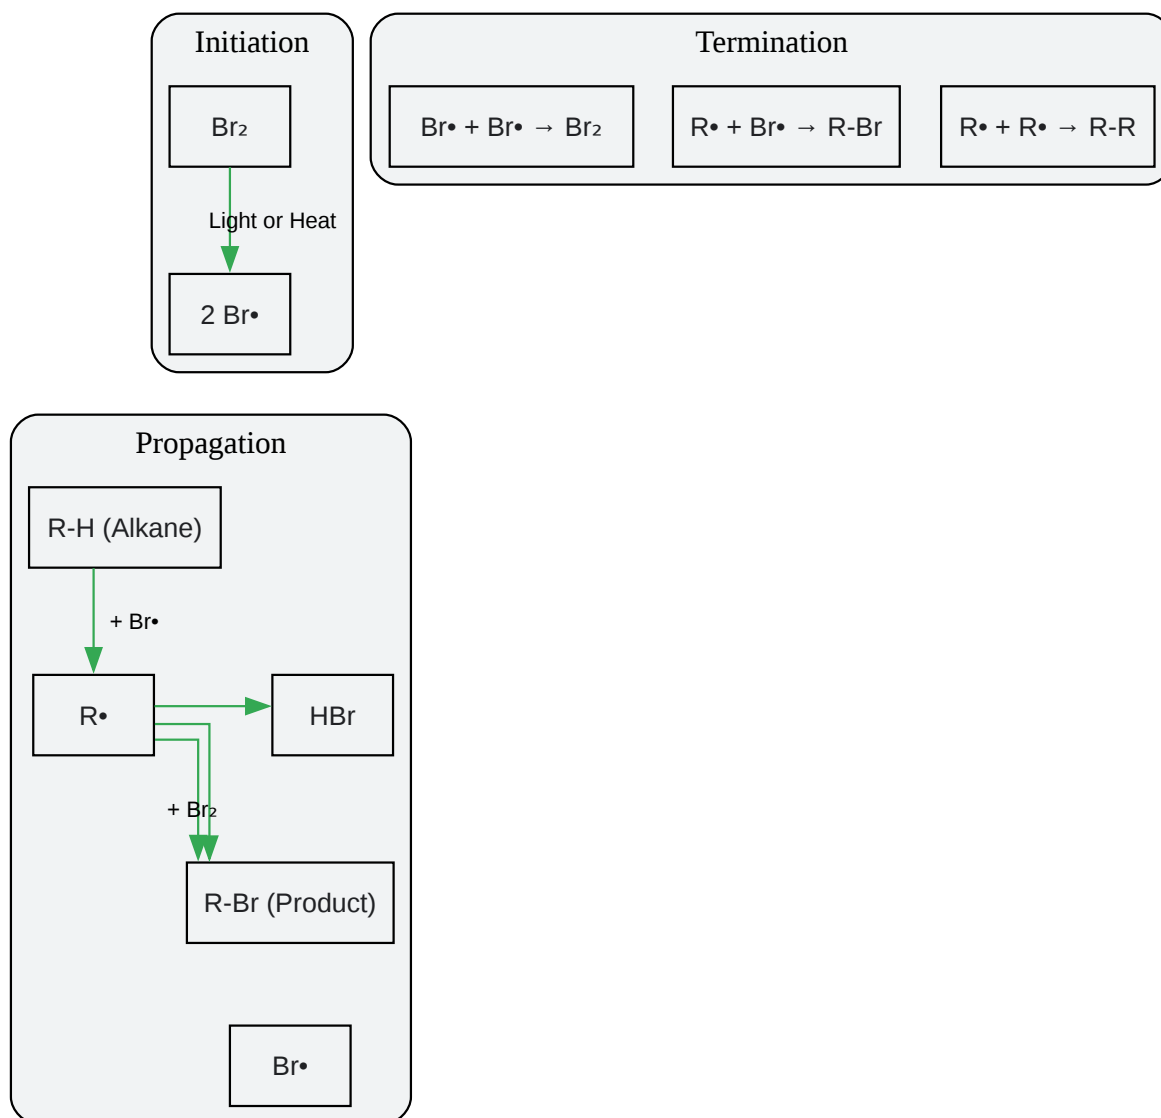 Initiation
Br₂
Light or Heat
2 Br•
Termination
Br• + Br• → Br₂
R• + Br• → R-Br
R• + R• → R-R
Propagation
R-H (Alkane)
+ Br•
R•
HBr
+ Br₂
R-Br (Product)
Br•